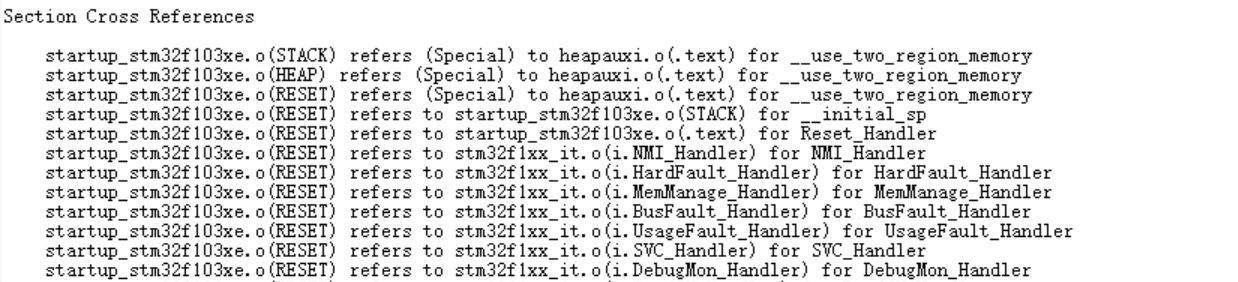 Section Cross References
startup_stm32f103xe.o(STACK) refers (Special) to heapauxi.o(.text) for __use_two_region_memory
startup_stm32f103xe.o(HEAP) refers (Special) to heapauxi.o(.text) for __use_two_region_memory
startup_stm32f103xe.o(RESET) refers (Special) to heapauxi.o(.text) for __use_two_region_memory
startup_stm32f103xe.o(RESET) refers to startup_stm32f103xe.o(STACK) for __initial_sp
startup_stm32f103xe.o(RESET) refers to startup_stm32f103xe.o(.text) for Reset_Handler
startup_stm32f103xe.o(RESET) refers to stm32f1xx_it.o(i.NMI_Handler) for NMI_Handler
startup_stm32f103xe.o(RESET) refers to stm32f1xx_it.o(i.HardFault_Handler) for HardFault_Handler
startup_stm32f103xe.o(RESET) refers to stm32f1xx_it.o(i.MemManage_Handler) for MemManage_Handler
startup_stm32f103xe.o(RESET) refers to stm32f1xx_it.o(i.BusFault_Handler) for BusFault_Handler
startup_stm32f103xe.o(RESET) refers to stm32f1xx_it.o(i.UsageFault_Handler) for UsageFault_Handler
startup_stm32f103xe.o(RESET) refers to stm32f1xx_it.o(i.SVC_Handler) for SVC_Handler
startup_stm32f103xe.o(RESET) refers to stm32f1xx_it.o(i.DebugMon_Handler) for DebugMon_Handler